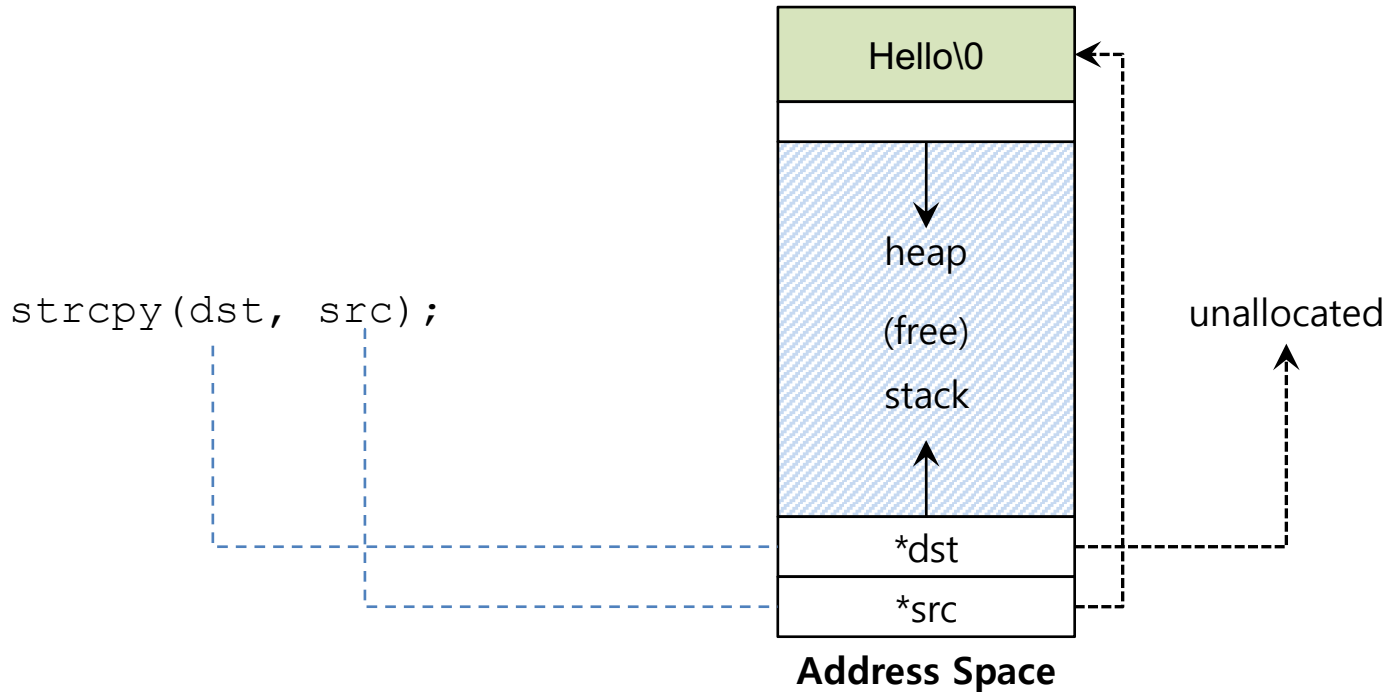 Hello\0
heap
strcpy(dst, src);
(free)
unallocated
stack
*dst
*src
Address Space